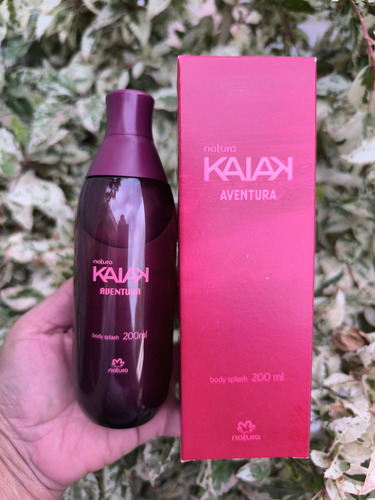 natura
KAIAK
AVENTURA
body splash 200ml
natura
natura
KAIAK
AVENTURA
body splash 200 ml
natura